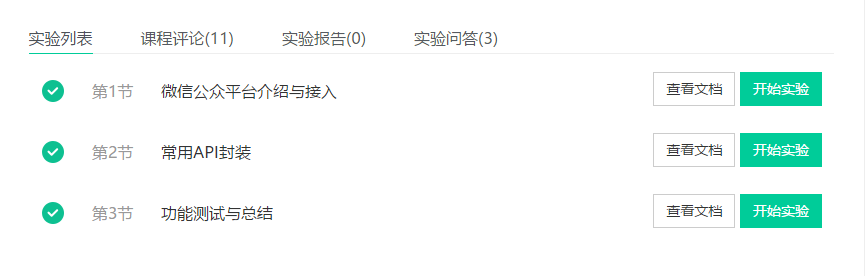 实验列表 课程评论(11) 实验报告(0) 实验问答(3)
第1节 微信公众平台介绍与接入 查看文档 开始实验
第2节 常用API封装 查看文档 开始实验
第3节 功能测试与总结 查看文档 开始实验